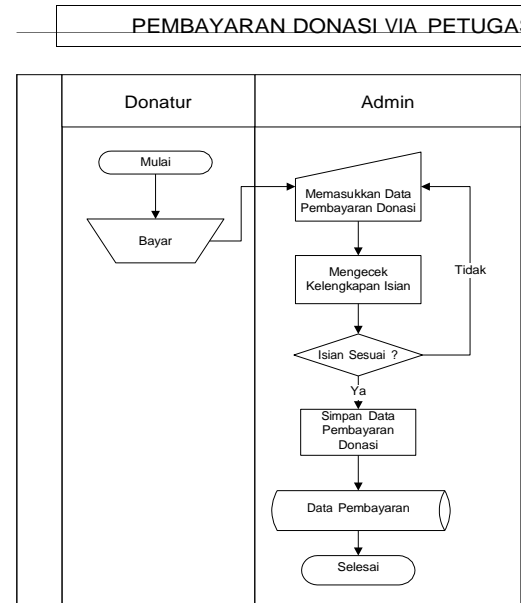 PEMBAYARAN DONASI VIA PETUGAS
Donatur
Admin
Mulai
Bayar
Memasukkan Data
Pembayaran Donasi
Mengecek
Kelengkapan Isian
Tidak
Isian Sesuai ?
Ya
Simpan Data
Pembayaran
Donasi
Data Pembayaran
Selesai